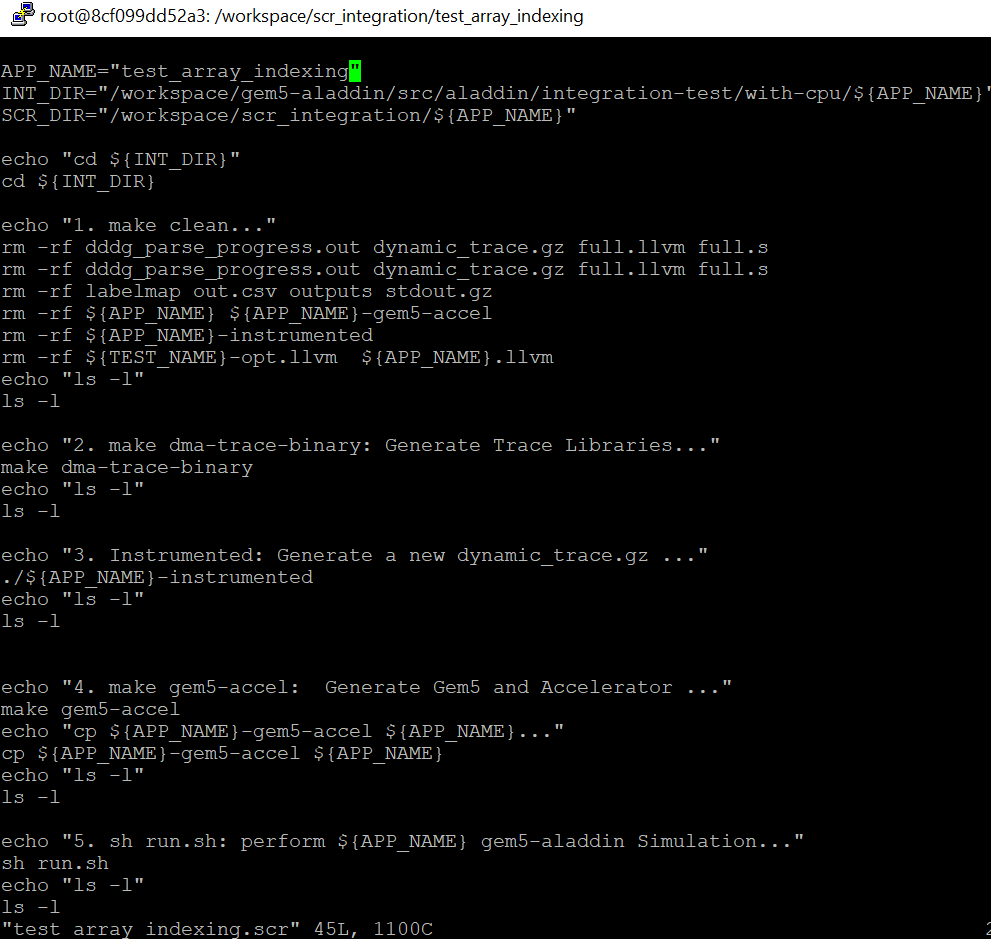 root@8cf099dd52a3: /workspace/scr_integration/test_array_indexing
APP_NAME="test_array_indexing"
INT_DIR="/workspace/gem5-aladdin/src/aladdin/integration-test/with-cpu/${APP_NAME}"
SCR_DIR="/workspace/scr_integration/${APP_NAME}"
echo "cd ${INT_DIR}"
cd ${INT_DIR}
echo "1. make clean..."
rm -rf dddg_parse_progress.out dynamic_trace.gz full.llvm full.s
rm -rf dddg_parse_progress.out dynamic_trace.gz full.llvm full.s
rm -rf labelmap out.csv outputs stdout.gz
rm -rf ${APP_NAME} ${APP_NAME}-gem5-accel
rm -rf ${APP_NAME}-instrumented
rm -rf ${TEST_NAME}-opt.llvm  ${APP_NAME}.llvm
echo "ls -l"
ls -l
echo "2. make dma-trace-binary: Generate Trace Libraries..."
make dma-trace-binary
echo "ls -l"
ls -l
echo "3. Instrumented: Generate a new dynamic_trace.gz ..."
./${APP_NAME}-instrumented
echo "ls -l"
ls -l
echo "4. make gem5-accel:  Generate Gem5 and Accelerator ..."
make gem5-accel
echo "cp ${APP_NAME}-gem5-accel ${APP_NAME}..."
cp ${APP_NAME}-gem5-accel ${APP_NAME}
echo "ls -l"
ls -l
echo "5. sh run.sh: perform ${APP_NAME} gem5-aladdin Simulation..."
sh run.sh
echo "ls -l"
ls -l
"test_array_indexing.scr" 45L, 1100C